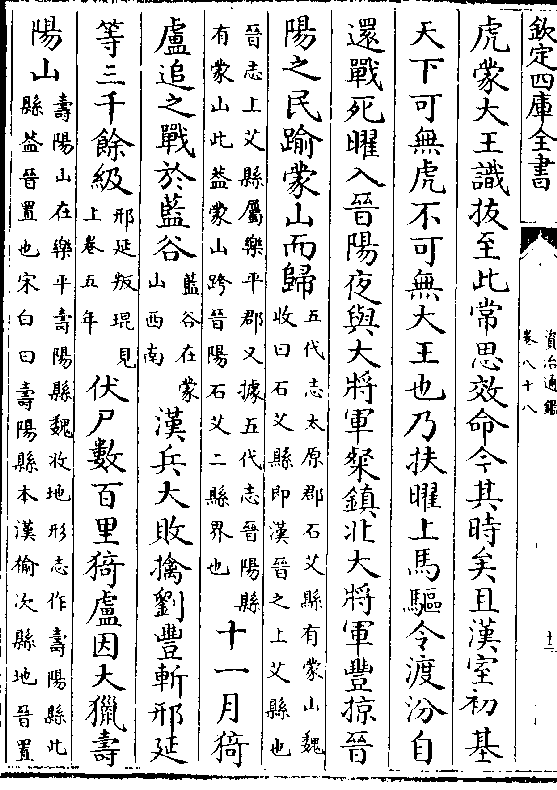 欽定四庫全書
資治通鑑
卷八十八
十三
虎蒙大王識拔至此常思效命今其時矣且漢室初基
天下可無虎不可無大王也乃扶曜上馬驅令渡汾自
還戰死曜入晉陽夜與大將軍粲鎮北大將軍豐掠晉
陽之民踰蒙山而歸
五代志太原郡石艾縣有蒙山魏
收曰石艾縣即漢晉之上艾縣也
晉志上艾縣屬樂平郡又據五代志晉陽縣
有蒙山此葢蒙山跨晉陽石艾二縣界也
十一月猗
盧追之戰於藍谷
藍谷在蒙
山西南
漢兵大敗擒劉豐斬邢延
等三千餘級
邢延叛琨見
上卷五年
伏尸數百里猗盧因大獵壽
陽山
壽陽山在樂平壽陽縣魏收地形志作壽陽縣此
縣葢晉置也宋白曰壽陽縣本漢榆次縣地晉置